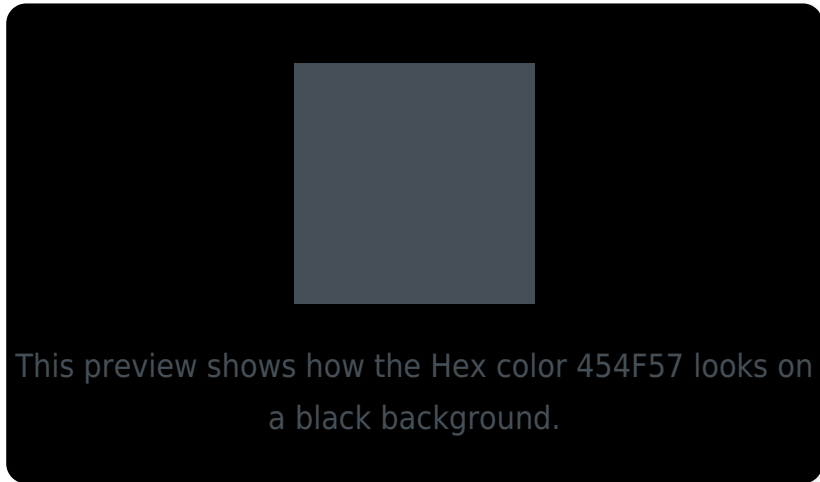 This preview shows how the Hex color 454F57 looks on
a black background.